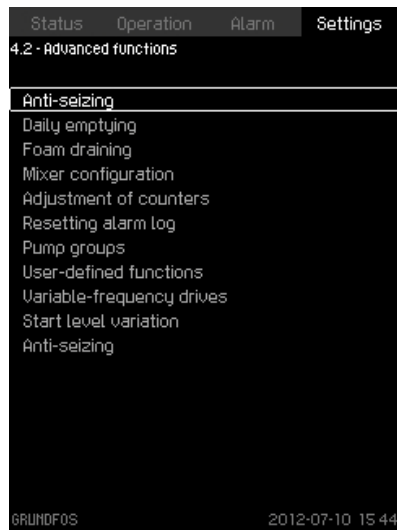 Status Operation Alarm Settings
4.2 - Advanced functions
Anti-seizing
Daily emptying
Foam draining
Mixer configuration
Adjustment of counters
Resetting alarm log
Pump groups
User-defined functions
Variable-frequency drives
Start level variation
Anti-seizing
GRUNDFOS 2012-07-10 15 44